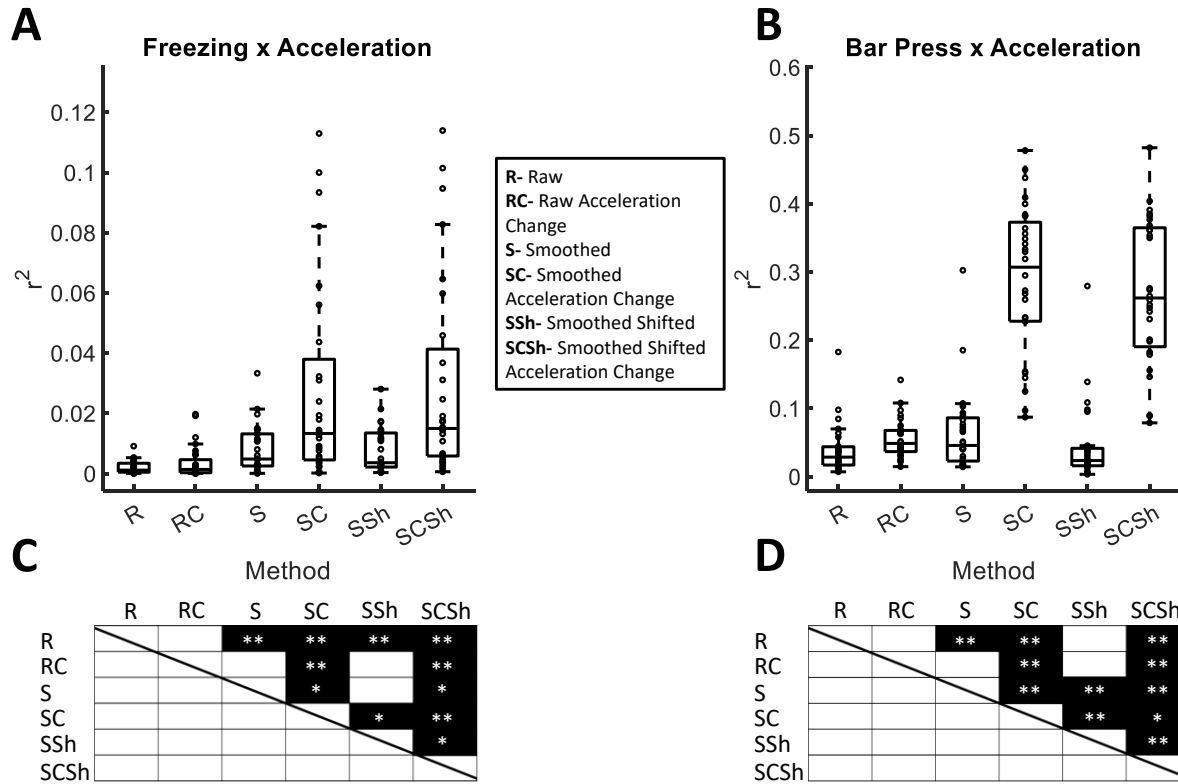 A
Freezing x Acceleration
0.12
0.1
0.08
0.06
0.04
0.02
0
r2
R
RC
S
SC
SSh
SCSh
Method
R- Raw
RC- Raw Acceleration
Change
S- Smoothed
SC- Smoothed
Acceleration Change
SSh- Smoothed Shifted
SCSh- Smoothed Shifted
Acceleration Change
B
Bar Press x Acceleration
0.6
0.5
0.4
0.3
0.2
0.1
0
r2
R
RC
S
SC
SSh
SCSh
Method
C
R RC S SC SSh SCSh
R ** ** ** **
RC ** **
S * *
SC * **
SSh *
SCSh
D
R RC S SC SSh SCSh
R ** ** **
RC ** **
S ** ** **
SC ** *
SSh **
SCSh